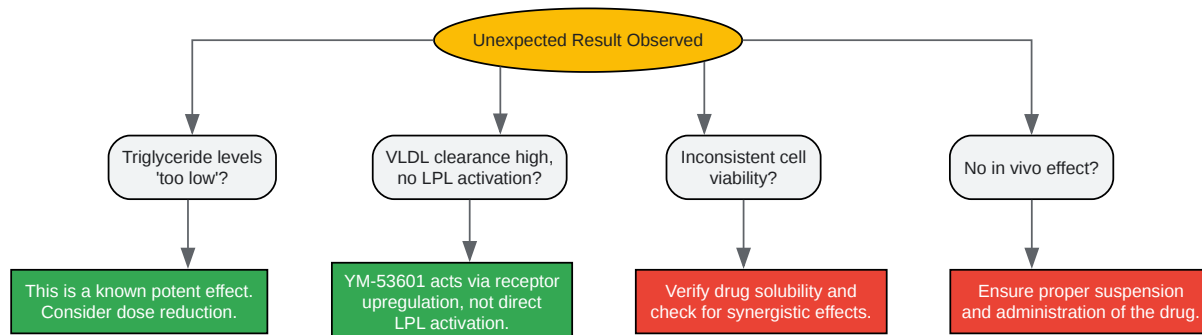 Unexpected Result Observed
Triglyceride levels
'too low'?
VLDL clearance high,
no LPL activation?
Inconsistent cell
viability?
No in vivo effect?
This is a known potent effect.
Consider dose reduction.
YM-53601 acts via receptor
upregulation, not direct
LPL activation.
Verify drug solubility and
check for synergistic effects.
Ensure proper suspension
and administration of the drug.